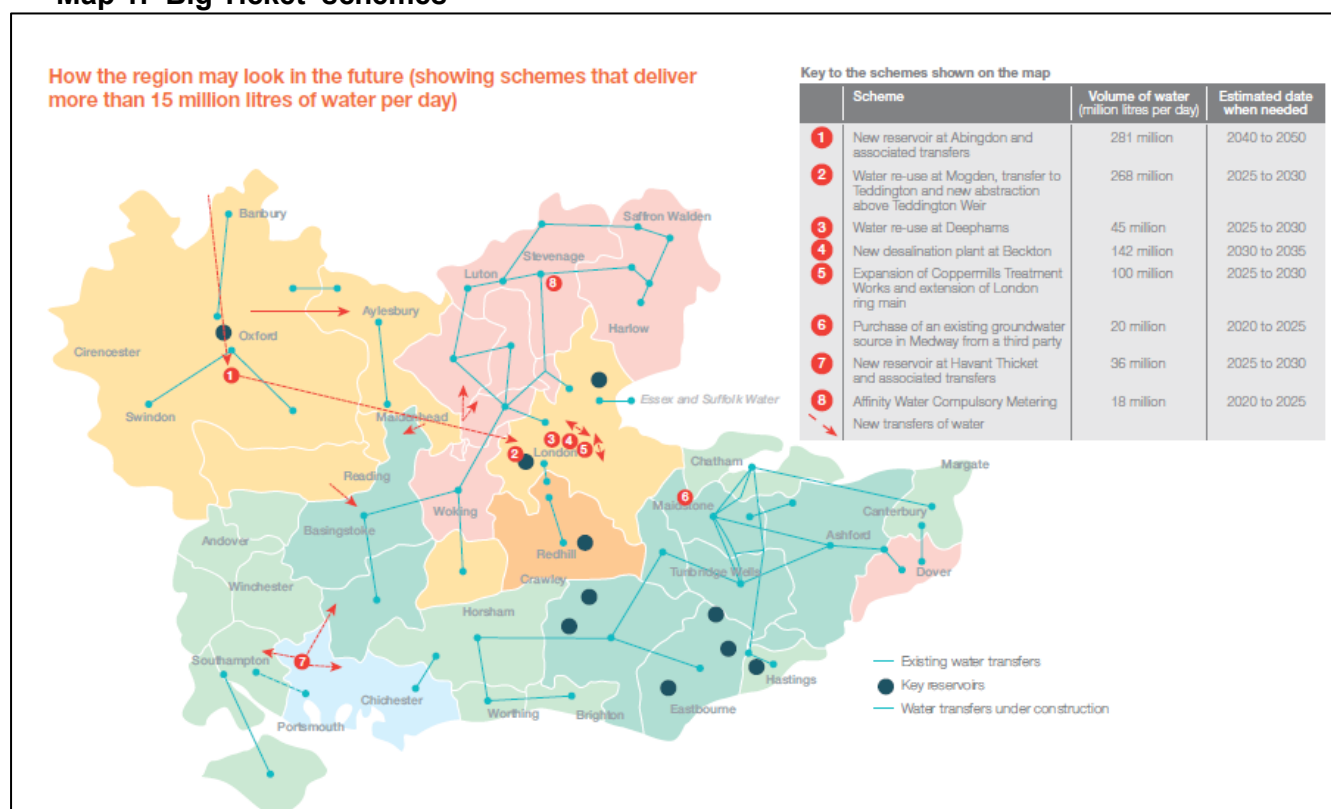 Map 1: 'Big Ticket' schemes
How the region may look in the future (showing schemes that deliver
more than 15 million litres of water per day)
Key to the schemes shown on the map
Scheme
Volume of water
(million litres per day)
Estimated date
when needed
1 New reservoir at Abingdon and
associated transfers
281 million
2040 to 2050
2 Water re-use at Mogden, transfer to
Teddington and new abstraction
above Teddington Weir
268 million
2025 to 2030
3 Water re-use at Deephams
45 million
2025 to 2030
4 New desalination plant at Beckton
142 million
2030 to 2035
5 Expansion of Coppermills Treatment
Works and extension of London
ring main
100 million
2025 to 2030
6 Purchase of an existing groundwater
source in Medway from a third party
20 million
2020 to 2025
7 New reservoir at Havant Thicket
and associated transfers
36 million
2025 to 2030
8 Affinity Water Compulsory Metering
18 million
2020 to 2025
New transfers of water
Banbury
Saffron Walden
Stevenage
Luton
8
Harlow
Aylesbury
Oxford
Cirencester
1
Essex and Suffolk Water
Swindon
Maidenhead
3
4
5
2
London
Chatham
Margate
Reading
6
Maidstone
Woking
Canterbury
Basingstoke
Ashford
Andover
Redhill
Dover
Tunbridge Wells
Crawley
Winchester
Horsham
Southampton
7
Existing water transfers
Hastings
Key reservoirs
Chichester
Eastbourne
Worthing
Brighton
Water transfers under construction
Portsmouth